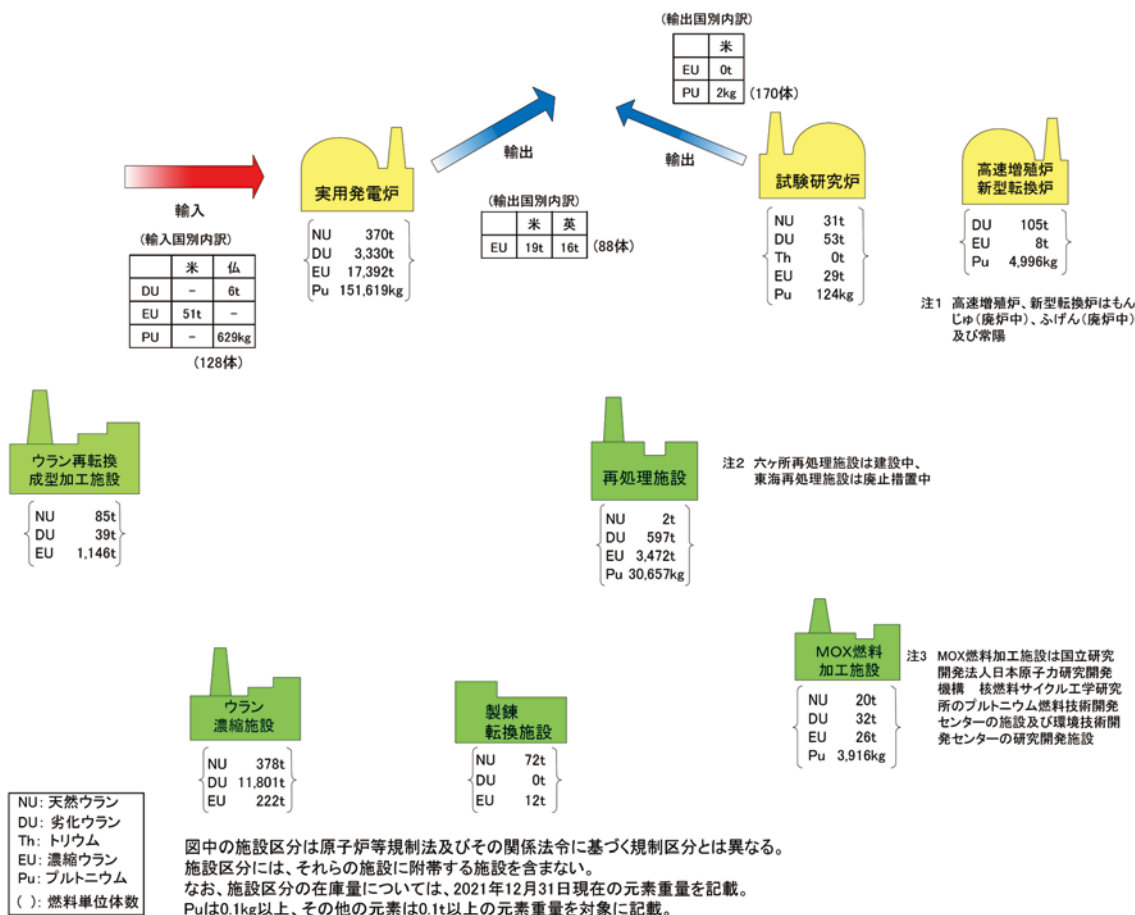 (輸出国別内訳)
米
EU 0t
PU 2kg (170体)
輸出
輸出
実用発電炉
NU 370t
DU 3,330t
EU 17,392t
Pu 151,619kg
(輸出国別内訳)
米 英
EU 19t 16t (88体)
試験研究炉
NU 31t
DU 53t
Th 0t
EU 29t
Pu 124kg
高速増殖炉
新型転換炉
DU 105t
EU 8t
Pu 4,996kg
注1 高速増殖炉、新型転換炉はもん
じゅ(廃炉中)、ふげん(廃炉中)
及び常陽
輸入
(輸入国別内訳)
米 仏
DU - 6t
EU 51t -
PU - 629kg
(128体)
ウラン再転換
成型加工施設
NU 85t
DU 39t
EU 1,146t
再処理施設
NU 2t
DU 597t
EU 3,472t
Pu 30,657kg
注2 六ヶ所再処理施設は建設中、
東海再処理施設は廃止措置中
MOX燃料
加工施設
NU 20t
DU 32t
EU 26t
Pu 3,916kg
注3 MOX燃料加工施設は国立研究
開発法人日本原子力研究開発
機構 核燃料サイクル工学研究
所のプルトニウム燃料技術開発
センターの施設及び環境技術開
発センターの研究開発施設
ウラン
濃縮施設
NU 378t
DU 11,801t
EU 222t
製錬
転換施設
NU 72t
DU 0t
EU 12t
NU: 天然ウラン
DU: 劣化ウラン
Th: トリウム
EU: 濃縮ウラン
Pu: プルトニウム
( ): 燃料単位体数
図中の施設区分は原子炉等規制法及びその関係法令に基づく規制区分とは異なる。
施設区分には、それらの施設に附帯する施設を含まない。
なお、施設区分の在庫量については、2021年12月31日現在の元素重量を記載。
Puは0.1kg以上、その他の元素は0.1t以上の元素重量を対象に記載。